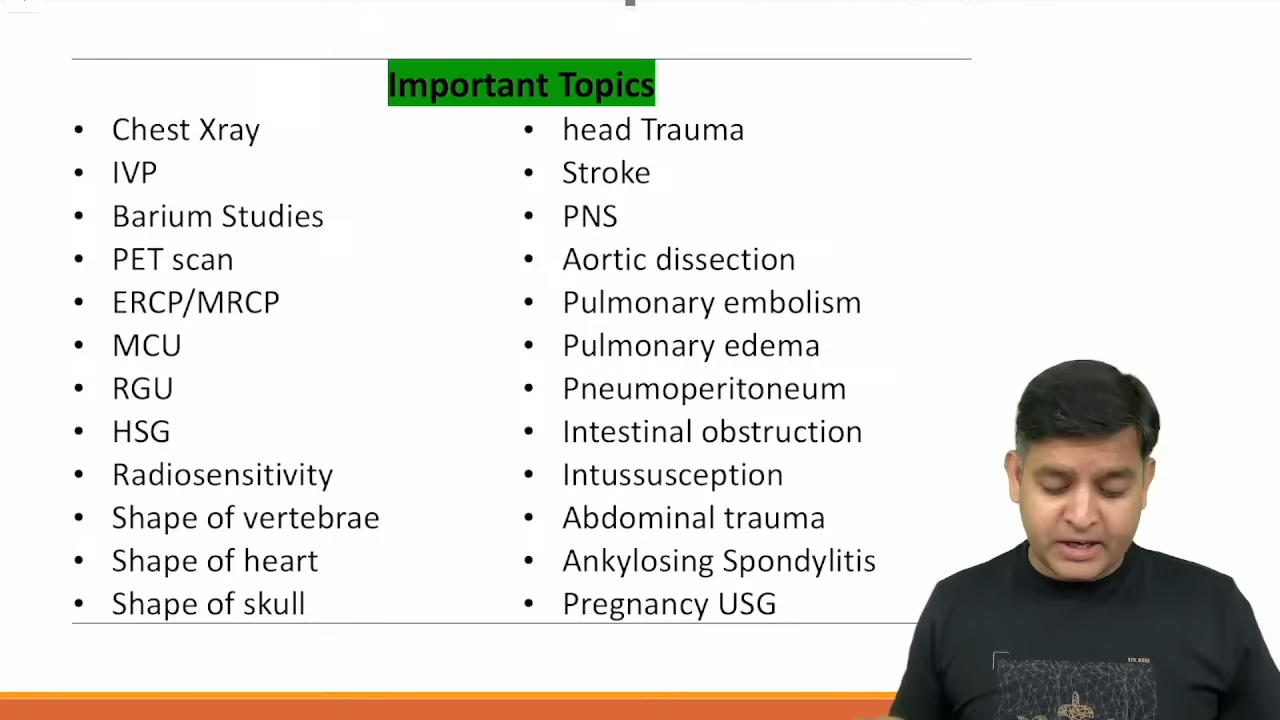 Important Topics
• Chest Xray
• IVP
• Barium Studies
• PET scan
• ERCP/MRCP
• MCU
• RGU
• HSG
• Radiosensitivity
• Shape of vertebrae
• Shape of heart
• Shape of skull
• head Trauma
• Stroke
• PNS
• Aortic dissection
• Pulmonary embolism
• Pulmonary edema
• Pneumoperitoneum
• Intestinal obstruction
• Intussusception
• Abdominal trauma
• Ankylosing Spondylitis
• Pregnancy USG